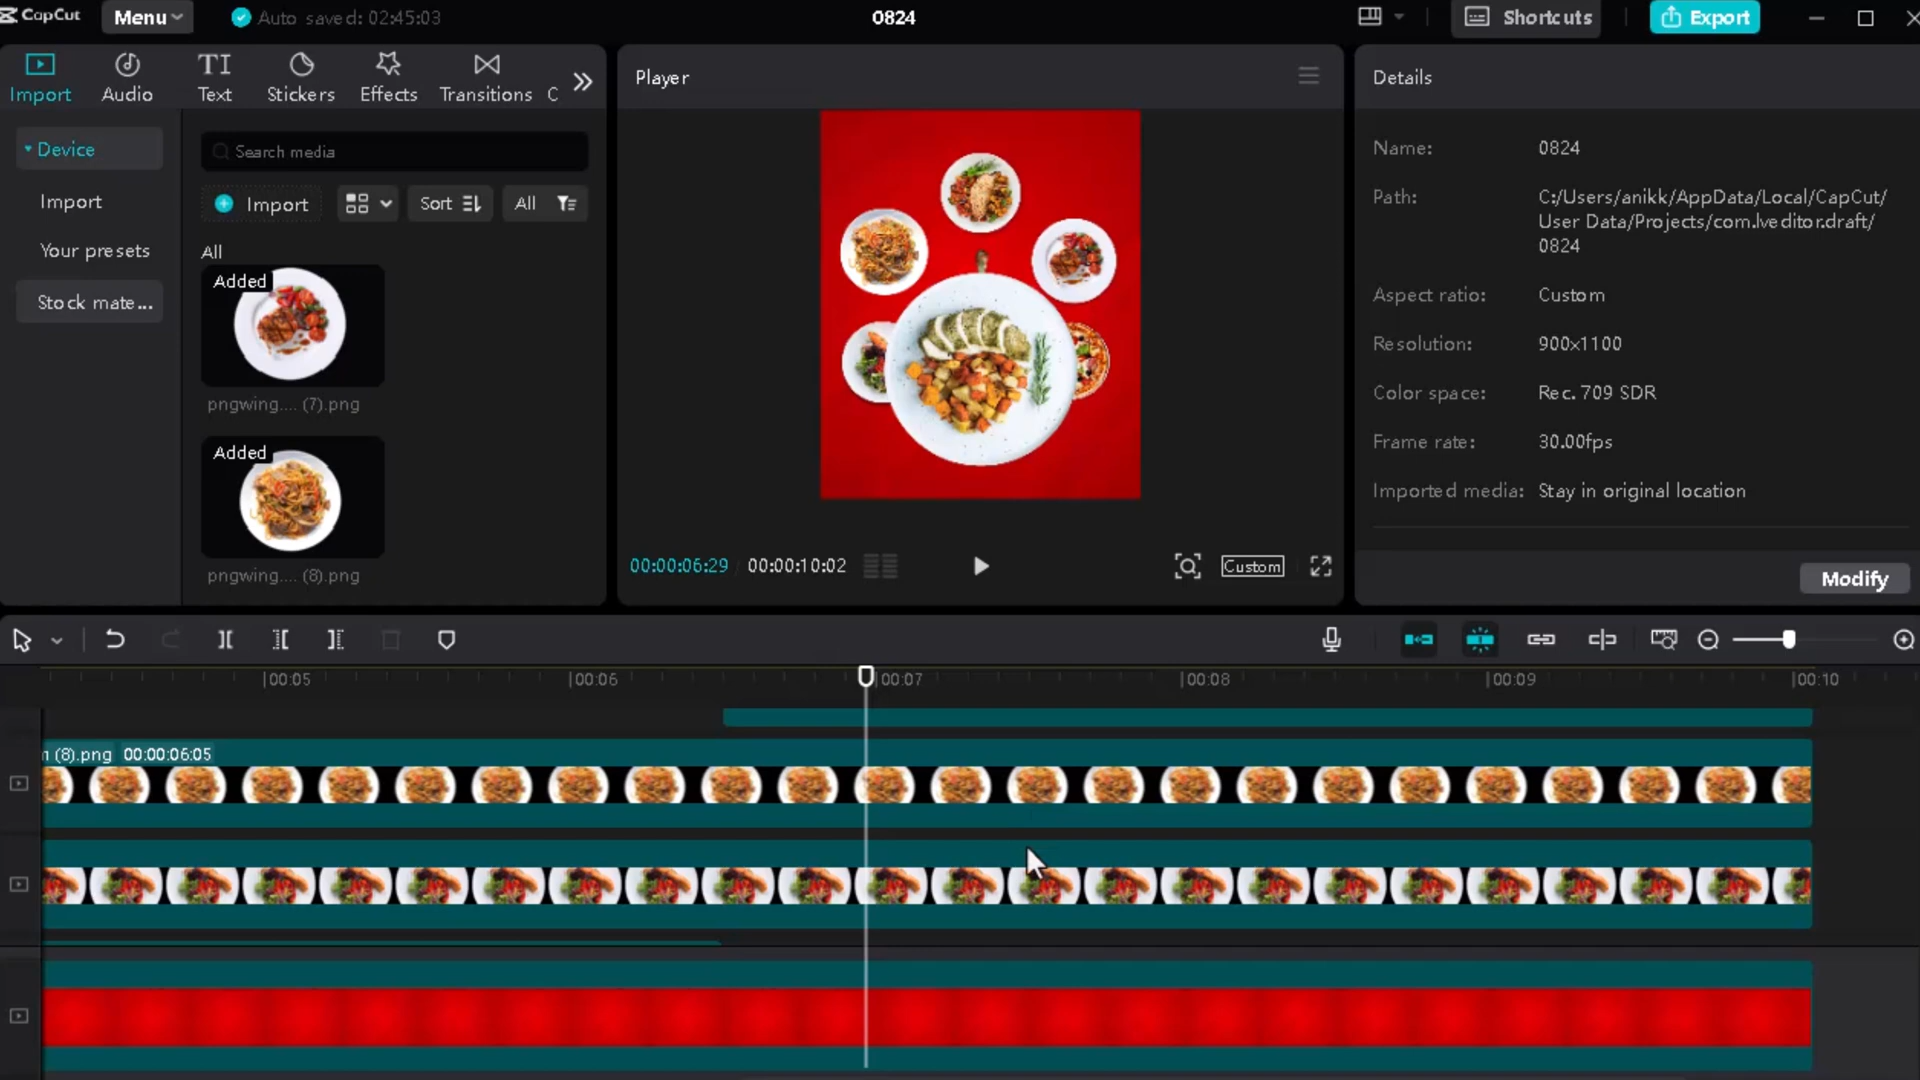 CapCut
Menu
Auto saved: 02:45:03
0824
Shortcuts
Export
Import
Audio
TI
Text
Stickers
Effects
Transitions
C
Player
Details
Device
Import
Your presets
Stock mate...
Search media
Import
Sort
All
All
Added
pngwing.... (7).png
Added
pngwing.... (8).png
00:00:06:29
00:00:10:02
Custom
Name:
0824
Path:
C:/Users/anikk/AppData/Local/CapCut/
User Data/Projects/com.lveditor.draft/
0824
Aspect ratio:
Custom
Resolution:
900x1100
Color space:
Rec. 709 SDR
Frame rate:
30.00fps
Imported media:
Stay in original location
Modify
00:05
00:06
00:07
00:08
00:09
00:10
(8).png
00:00:06:05